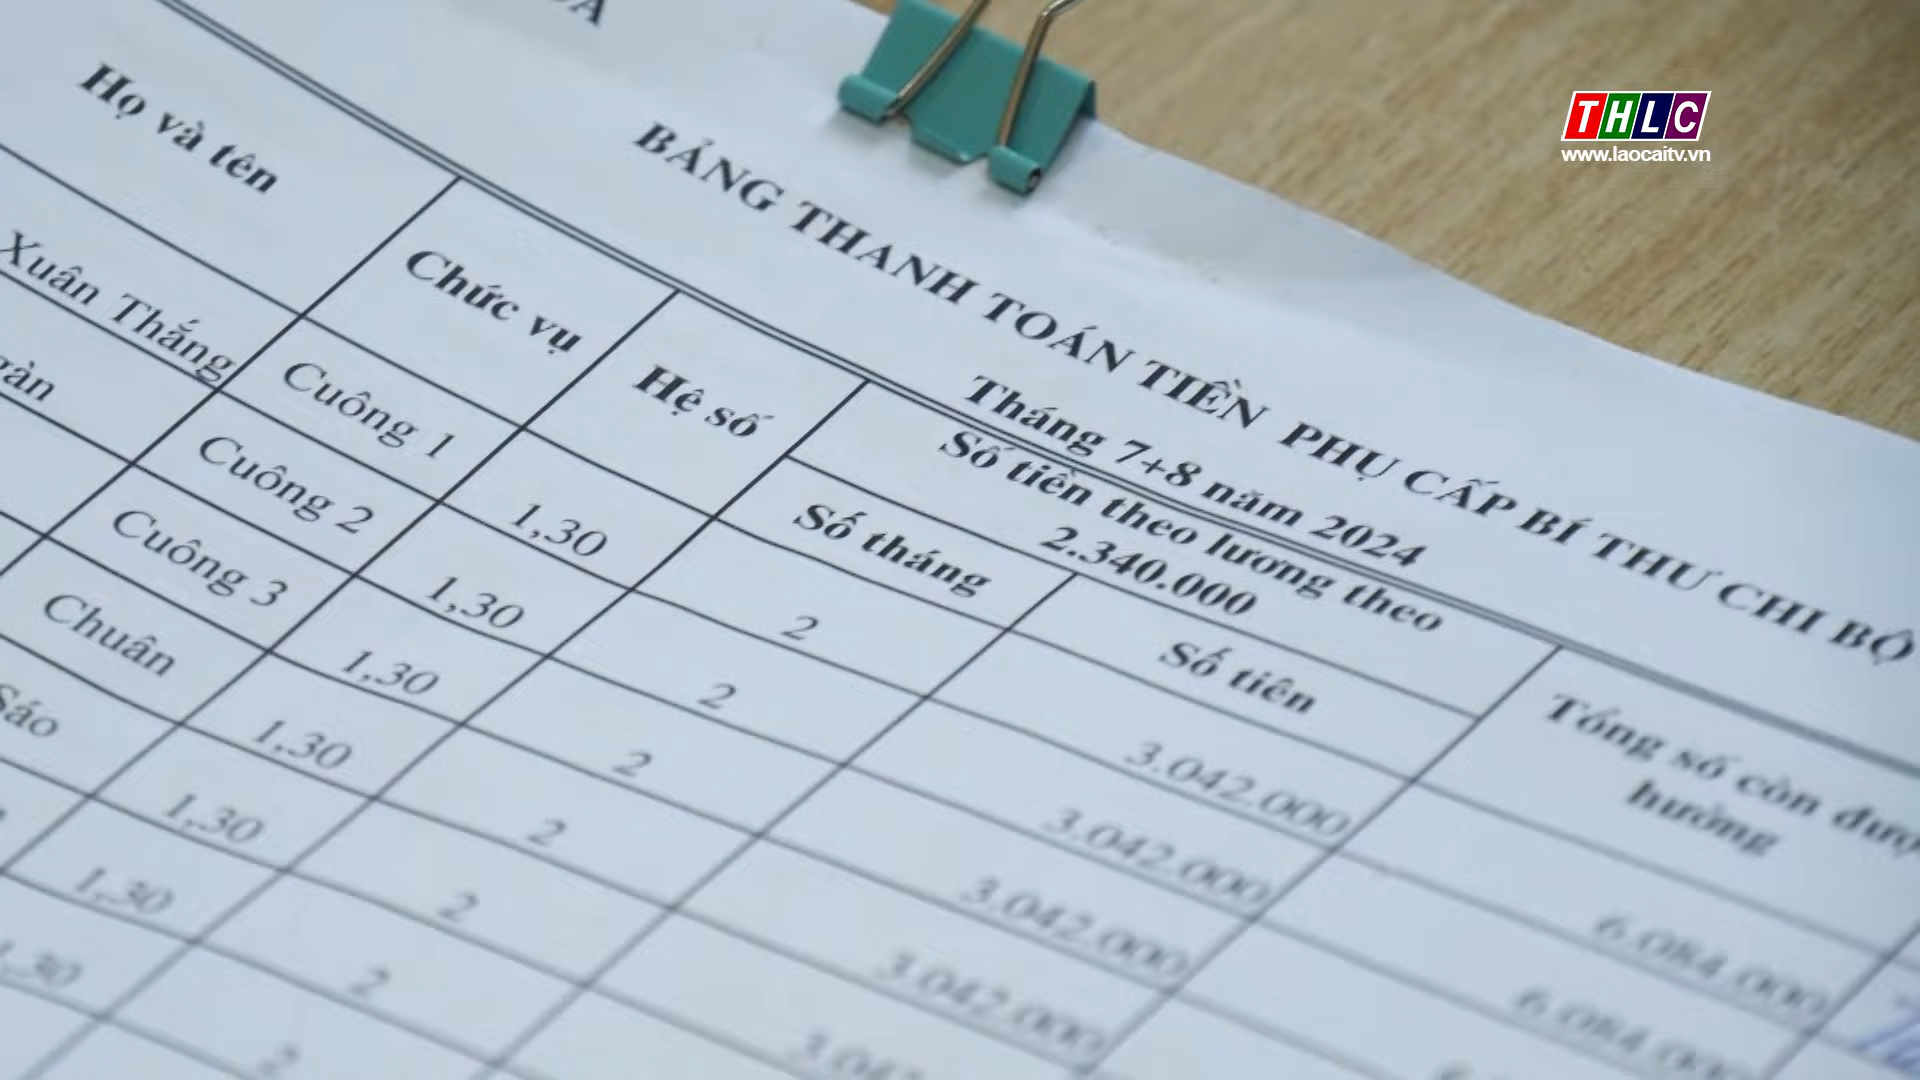 THLC
www.laocaitv.vn
BẢNG THANH TOÁN TIỀN PHỤ CẤP BÍ THƯ CHI BỘ
Tháng 7+8 năm 2024
Họ và tên
Chức vụ
Hệ số
Số tiền theo lương theo
2.340.000
Số tháng
Số tiền
Tổng số còn
hưởng
Xuân Thắng
Cuông 1
1,30
2
3.042.000
6.084.000
Cuông 2
1,30
2
3.042.000
6.084.000
Cuông 3
1,30
2
3.042.000
Chuân
1,30
2
3.042.000
Sáo
1,30
2
1,30
2
1,30
2